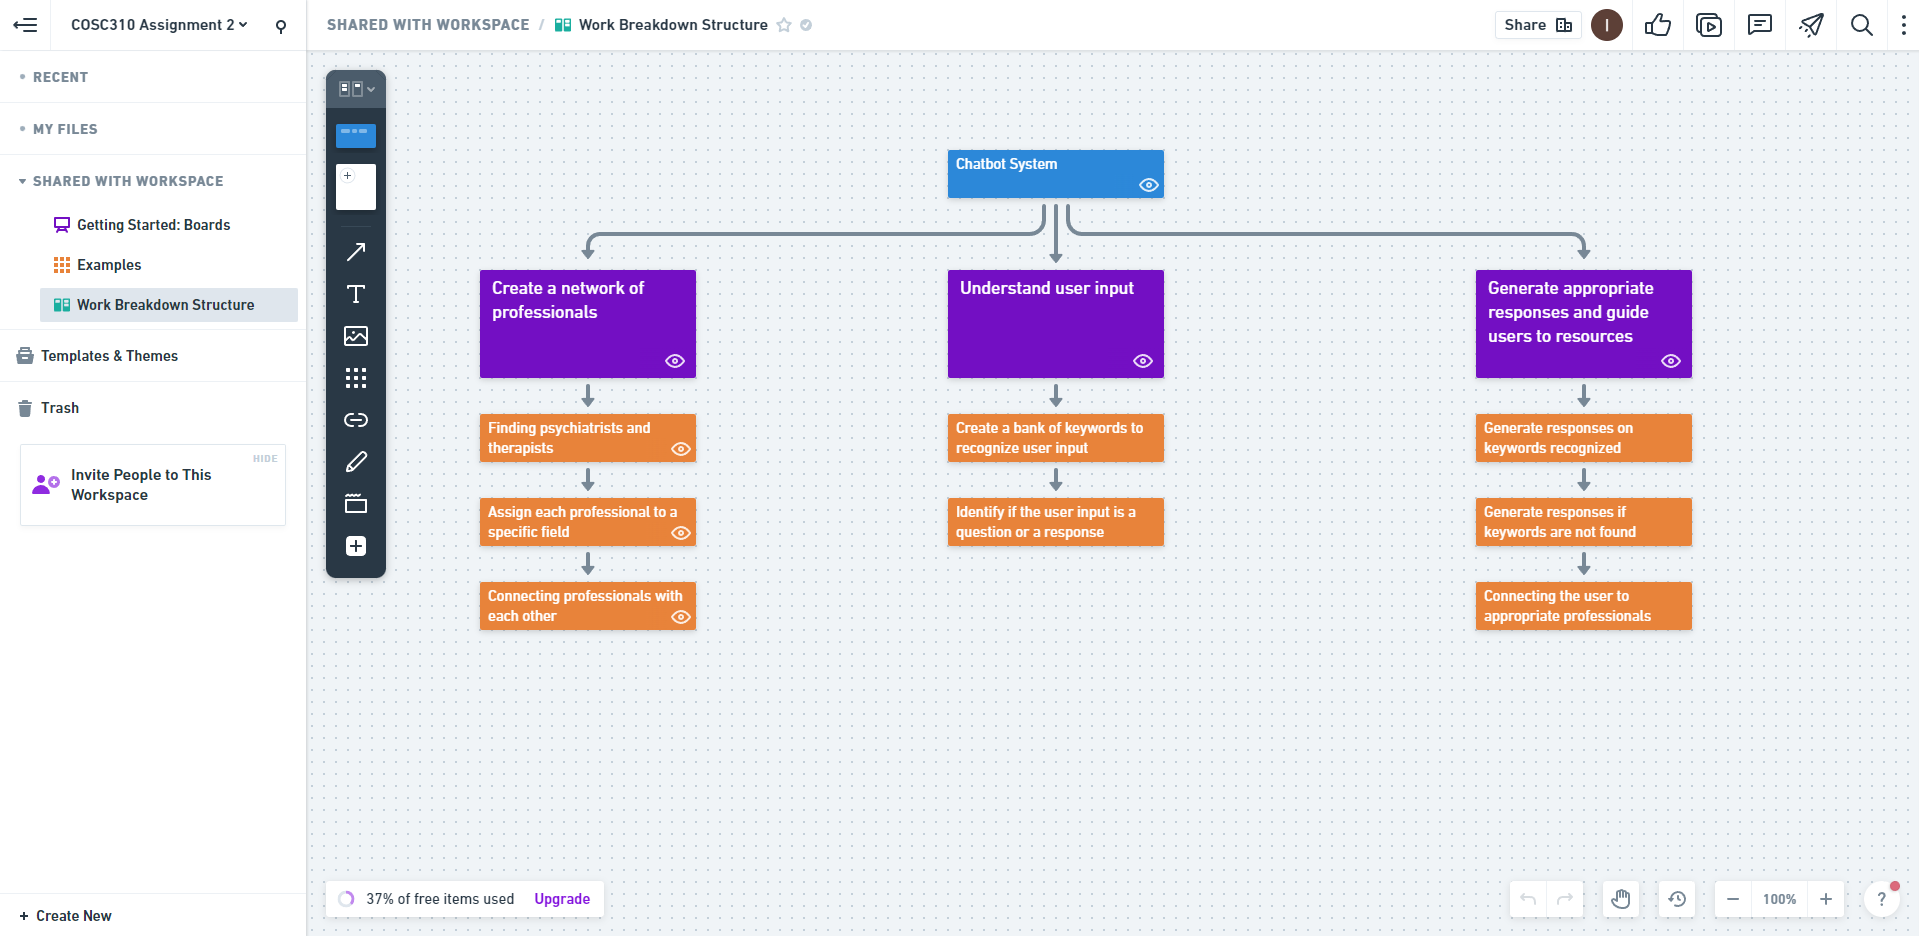 COSC310 Assignment 2
SHARED WITH WORKSPACE / Work Breakdown Structure
Share
I
RECENT
MY FILES
SHARED WITH WORKSPACE
Getting Started: Boards
Examples
Work Breakdown Structure
Templates & Themes
Trash
HIDE
Invite People to This
Workspace
+ Create New
Chatbot System
Create a network of
professionals
Finding psychiatrists and
therapists
Assign each professional to a
specific field
Connecting professionals with
each other
Understand user input
Create a bank of keywords to
recognize user input
Identify if the user input is a
question or a response
Generate appropriate
responses and guide
users to resources
Generate responses on
keywords recognized
Generate responses if
keywords are not found
Connecting the user to
appropriate professionals
37% of free items used Upgrade
100%
?